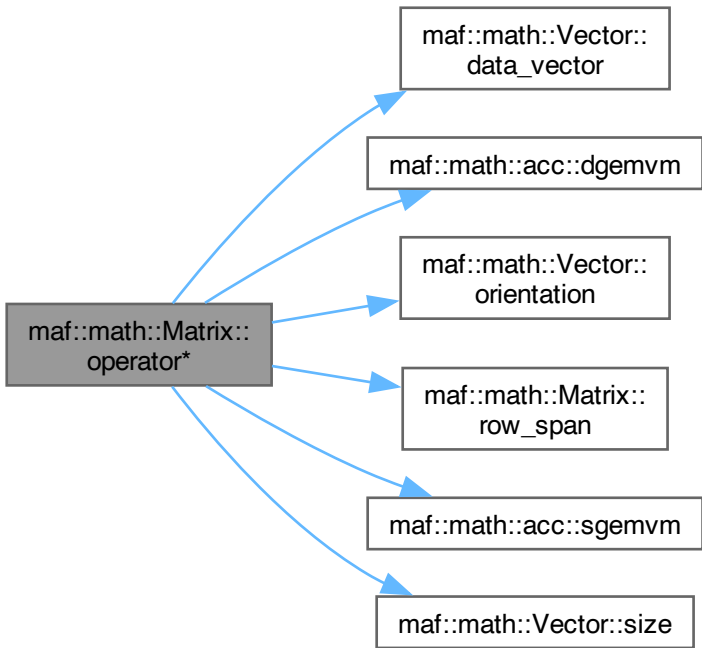 maf::math::Vector::
data_vector
maf::math::acc::dgemvm
maf::math::Vector::
orientation
maf::math::Matrix::
operator*
maf::math::Matrix::
row_span
maf::math::acc::sgemvm
maf::math::Vector::size